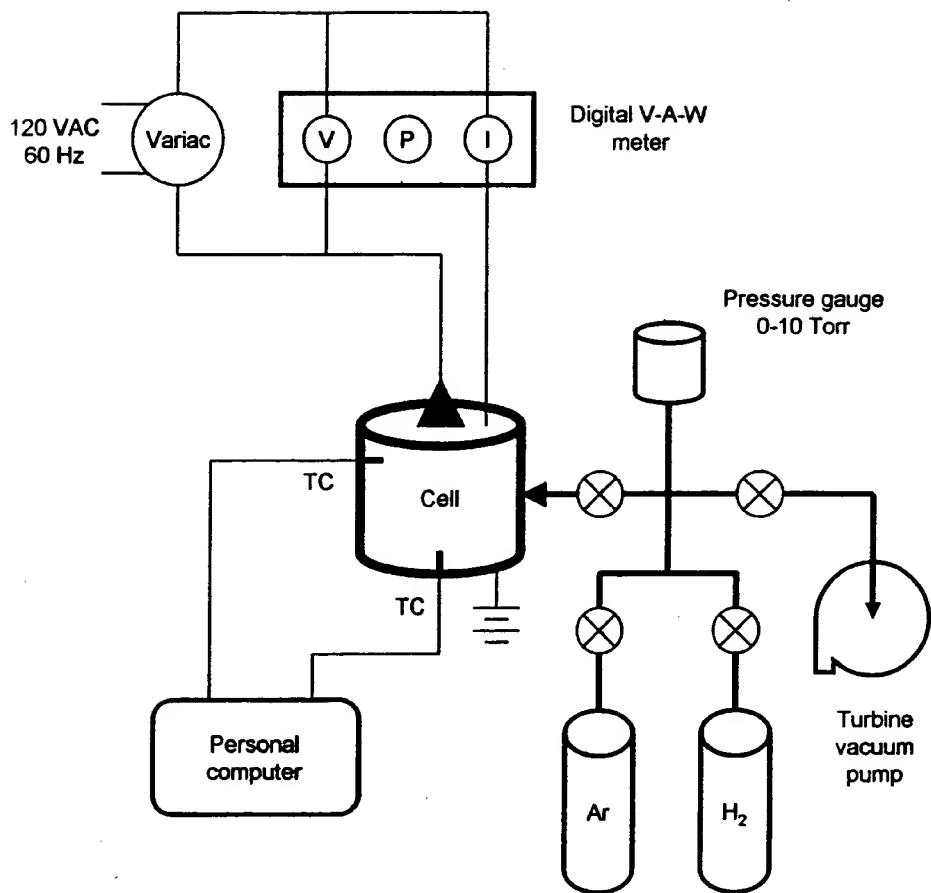 120 VAC
60 Hz
Variac
V
P
I
Digital V-A-W
meter
Pressure gauge
0-10 Torr
TC
Cell
TC
Personal
computer
Ar
H₂
Turbine
vacuum
pump